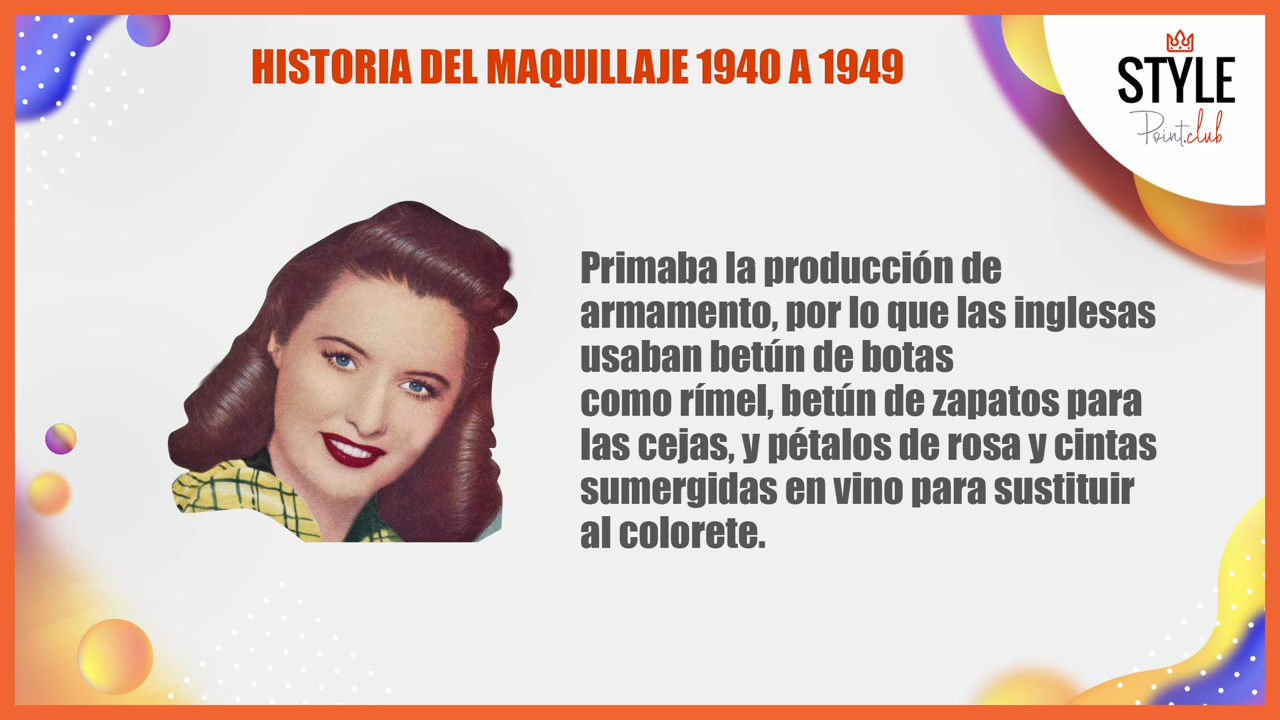 HISTORIA DEL MAQUILLAJE 1940 A 1949
STYLE
Point.club
Primaba la producción de
armamento, por lo que las inglesas
usaban betún de botas
como rímel, betún de zapatos para
las cejas, y pétalos de rosa y cintas
sumergidas en vino para sustituir
al colorete.